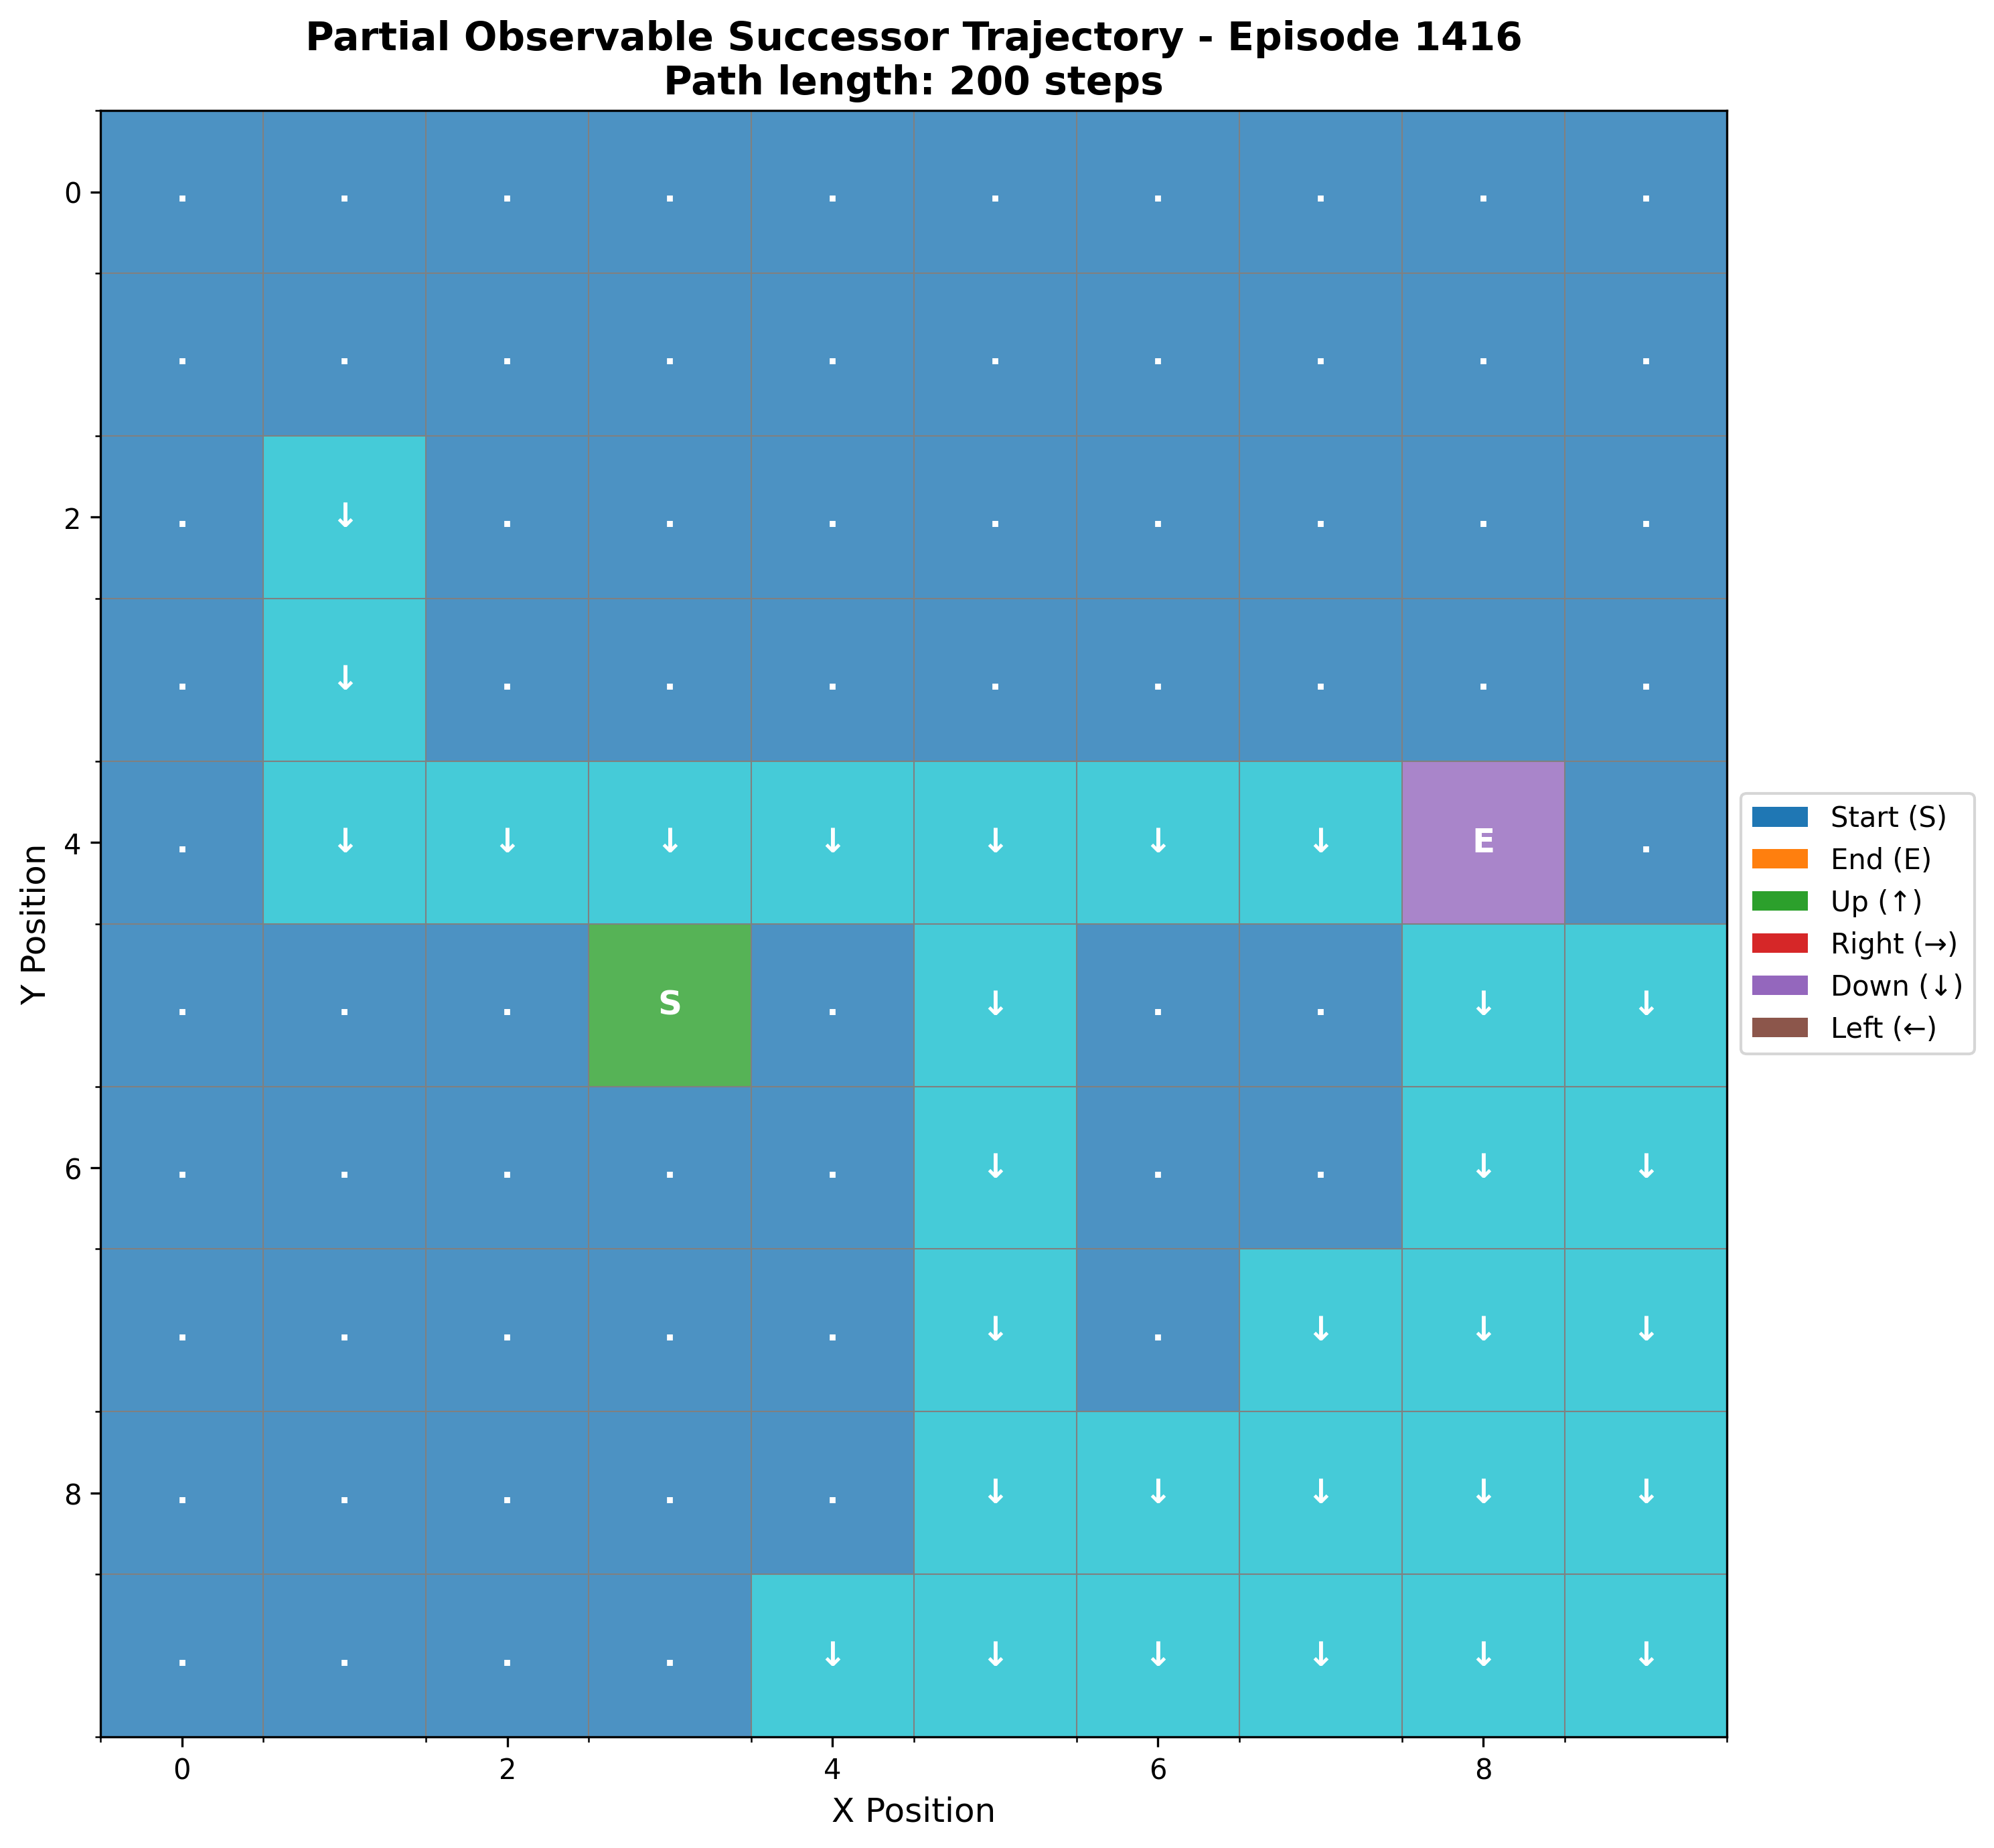 Partial Observable Successor Trajectory - Episode 1416
Path length: 200 steps
0 . . . . . . . . . .
. . . . . . . . . .
2 . ↓ . . . . . . . .
. ↓ . . . . . . . .
4 . ↓ ↓ ↓ ↓ ↓ ↓ ↓ E .
. . . S . ↓ . . ↓ ↓
6 . . . . . ↓ . . ↓ ↓
. . . . . ↓ . ↓ ↓ ↓
8 . . . . . ↓ ↓ ↓ ↓ ↓
. . . . ↓ ↓ ↓ ↓ ↓ ↓
0 2 4 6 8
X Position
Y Position
Start (S)
End (E)
Up (↑)
Right (→)
Down (↓)
Left (←)